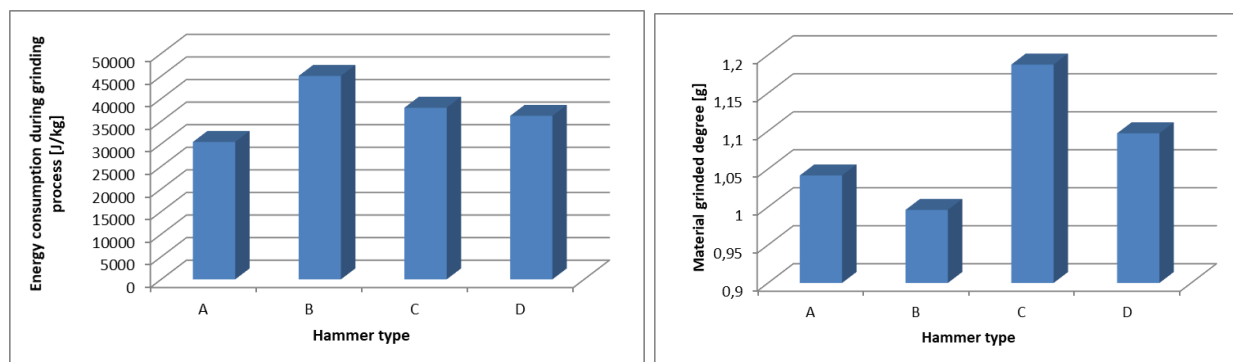 Energy consumption during grinding
process [J/kg]
50000
45000
40000
35000
30000
25000
20000
15000
10000
5000
0
A B C D
Hammer type
Material grinded degree [g]
1,2
1,15
1,1
1,05
1
0,95
0,9
A B C D
Hammer type